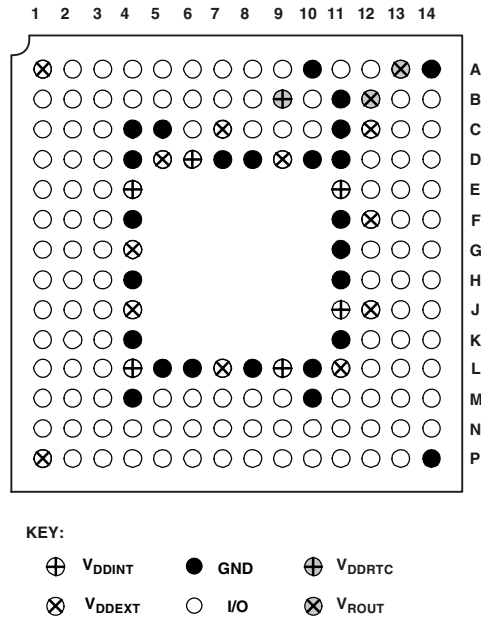 1 2 3 4 5 6 7 8 9 10 11 12 13 14
A
B
C
D
E
F
G
H
J
K
L
M
N
P
KEY:
VDDINT GND VDDRTC
VDDEXT I/O VROUT